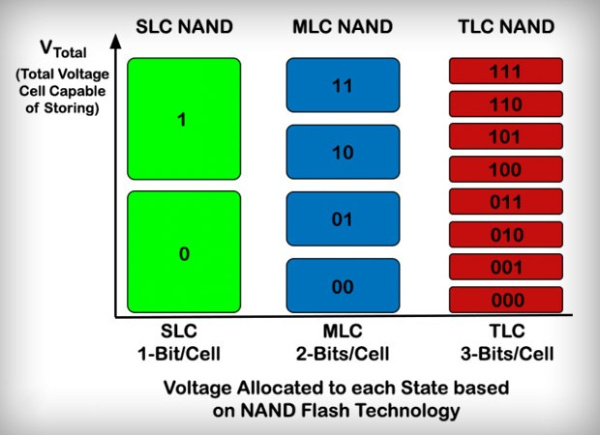 SLC NAND
MLC NAND
TLC NAND
VTotal
(Total Voltage
Cell Capable
of Storing)
1
0
11
10
01
00
111
110
101
100
011
010
001
000
SLC
1-Bit/Cell
MLC
2-Bits/Cell
TLC
3-Bits/Cell
Voltage Allocated to each State based
on NAND Flash Technology